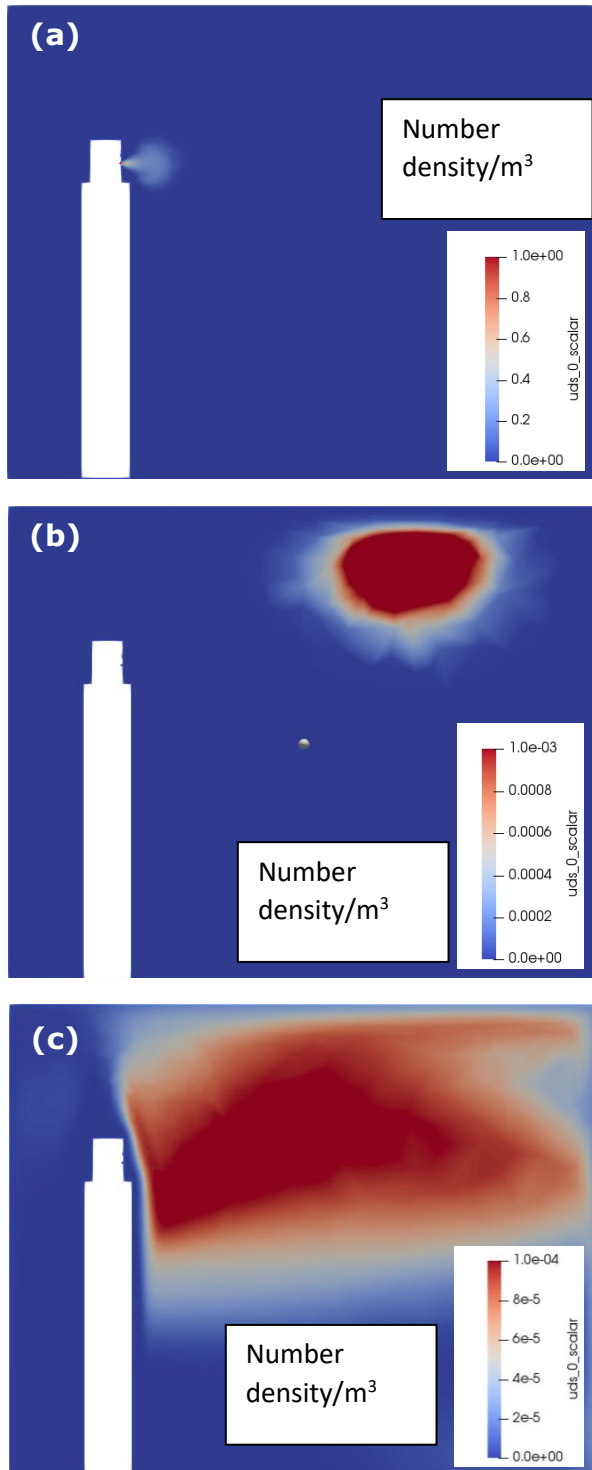 (a)
Number
density/m³
1.0e+00
0.8
0.6
0.4
0.2
0.0e+00
uds_0_scalar
(b)
1.0e-03
0.0008
0.0006
0.0004
0.0002
0.0e+00
uds_0_scalar
Number
density/m³
(c)
1.0e-04
8e-5
6e-5
4e-5
2e-5
0.0e+00
uds_0_scalar
Number
density/m³